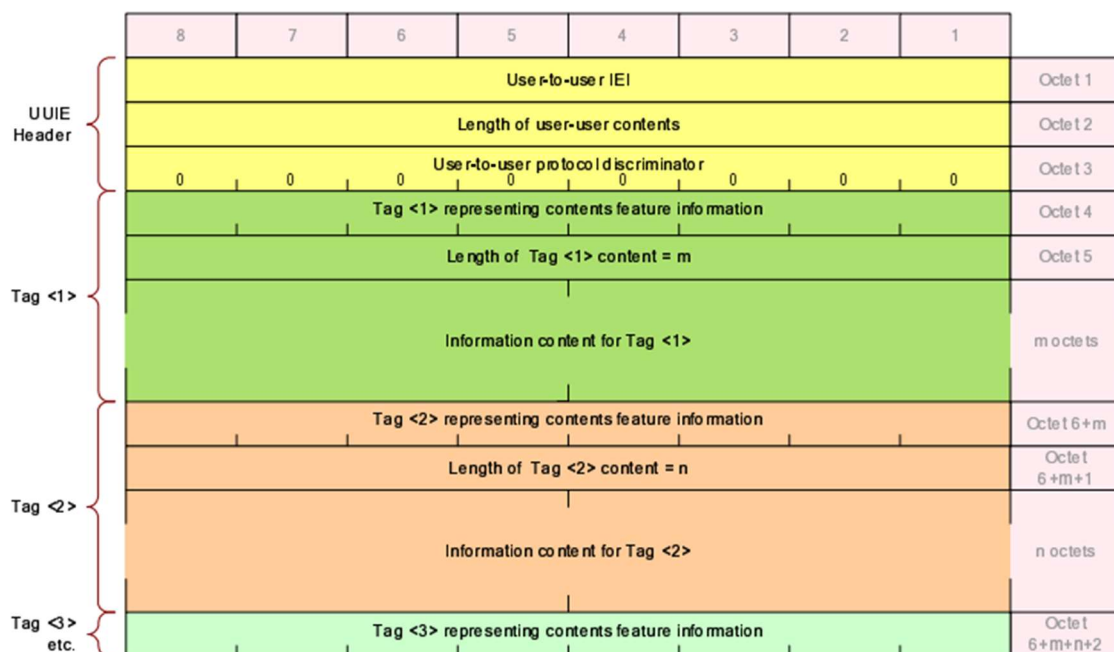 8 7 6 5 4 3 2 1
User-to-user IEI
Octet 1
UUIE
Header
Length of user-user contents
Octet 2
User-to-user protocol discriminator
0 0 0 0 0 0 0 0
Octet 3
Tag <1> representing contents feature information
Octet 4
Length of Tag <1> content = m
Octet 5
Tag <1>
Information content for Tag <1>
m octets
Tag <2> representing contents feature information
Octet 6+m
Length of Tag <2> content = n
Octet
6+m+1
Tag <2>
Information content for Tag <2>
n octets
Tag <3>
etc.
Tag <3> representing contents feature information
Octet
6+m+n+2